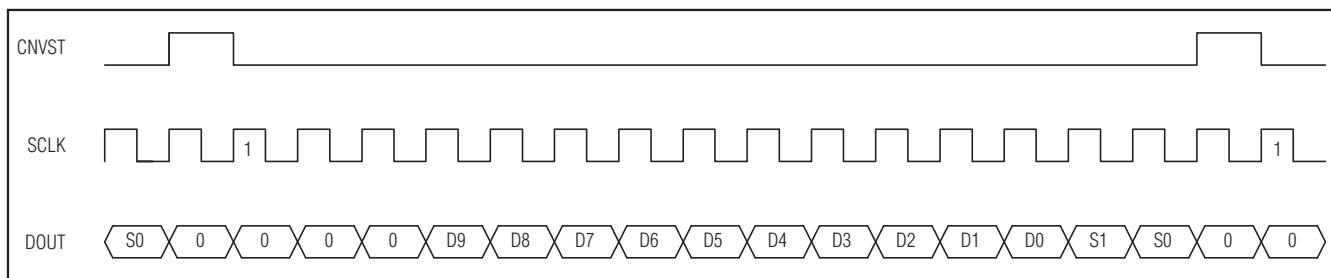 CNVST
SCLK 1 1
DOUT S0 0 0 0 0 D9 D8 D7 D6 D5 D4 D3 D2 D1 D0 S1 S0 0 0